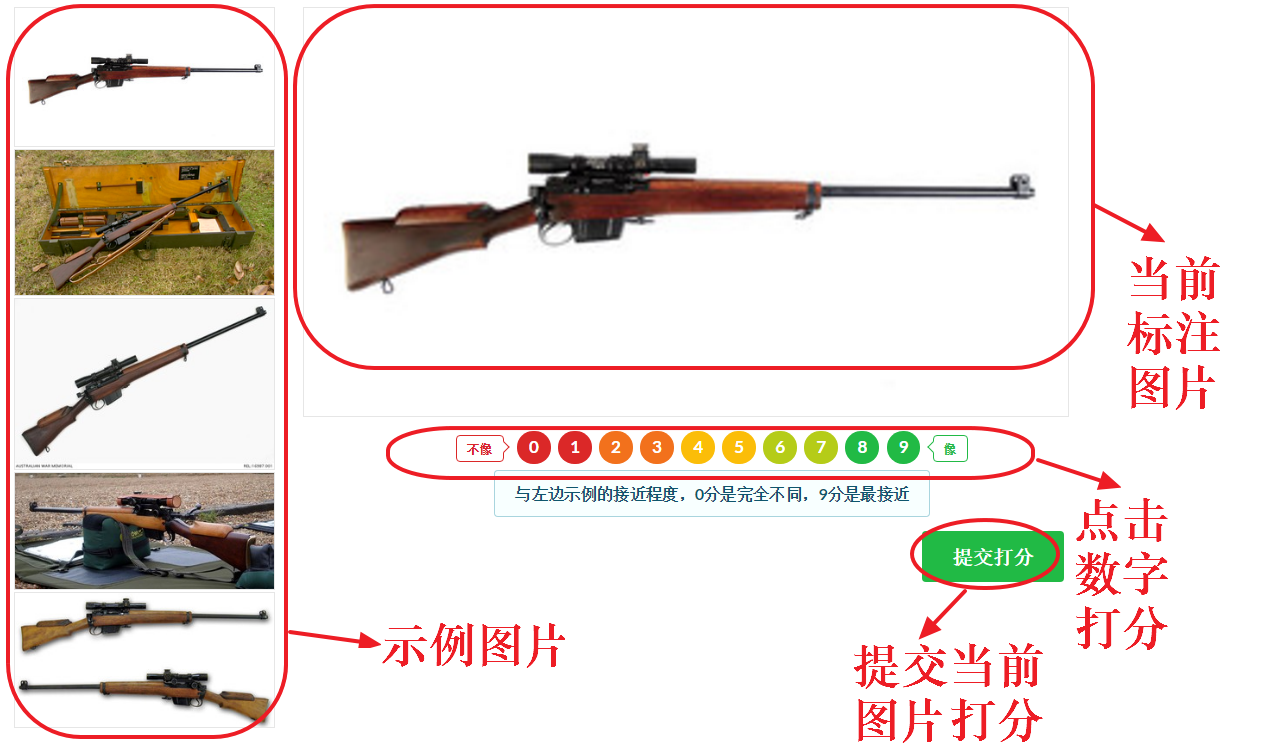 当前
标注
图片
不像 0 1 2 3 4 5 6 7 8 9 像
与左边示例的接近程度，0分是完全不同，9分是最接近
提交打分
点击
数字
打分
AUSTRALIAN WAR MEMORIAL
示例图片
提交当前
图片打分